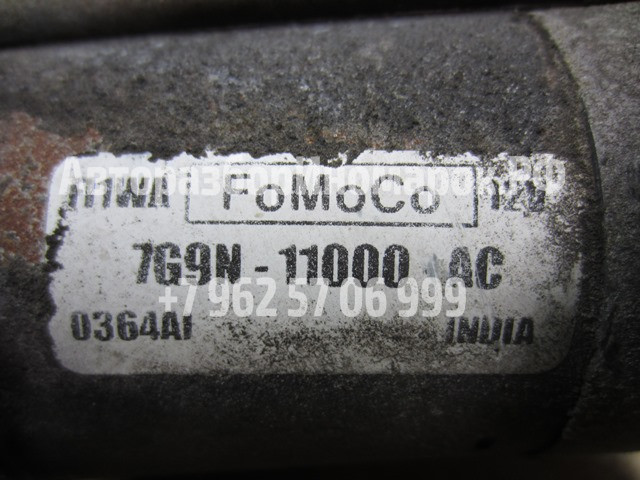 FoMoCo 12V
7G9N-11000 AC
+7 962 57 06 999
0364AI INDIA